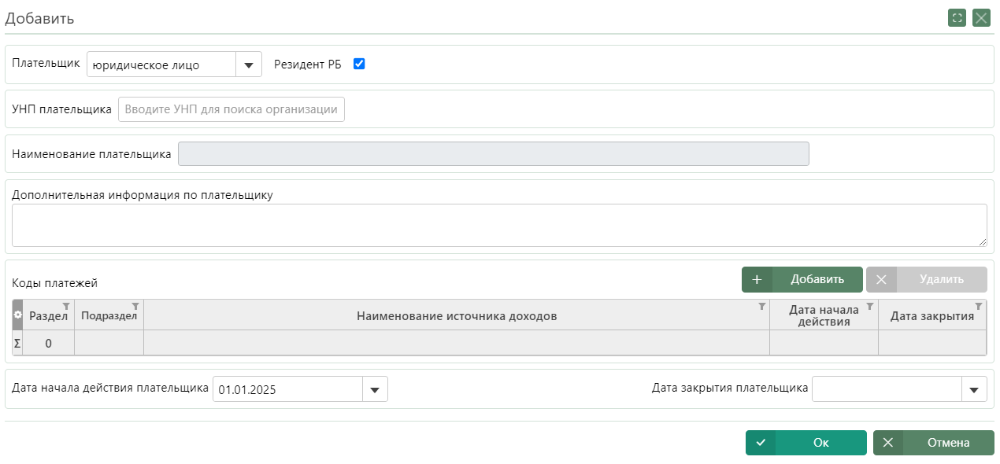 Добавить
Плательщик юридическое лицо Резидент РБ
УНП плательщика Вводите УНП для поиска организации
Наименование плательщика
Дополнительная информация по плательщику
Коды платежей Добавить Удалить
Раздел Подраздел Наименование источника доходов Дата начала действия Дата закрытия
Σ 0
Дата начала действия плательщика 01.01.2025 Дата закрытия плательщика
Ок Отмена